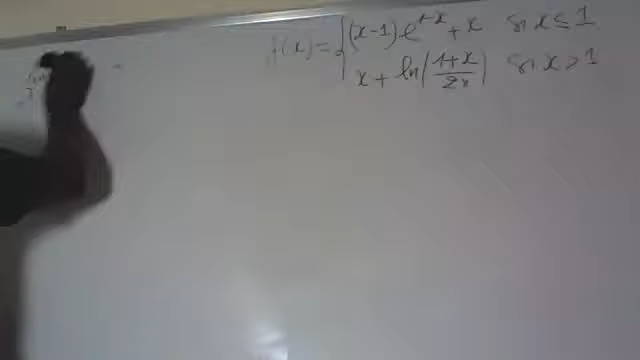 f(x) = { (x-1) e^{1-x} + x si x ≤ 1
x + ln(1+x/2x) si x > 1